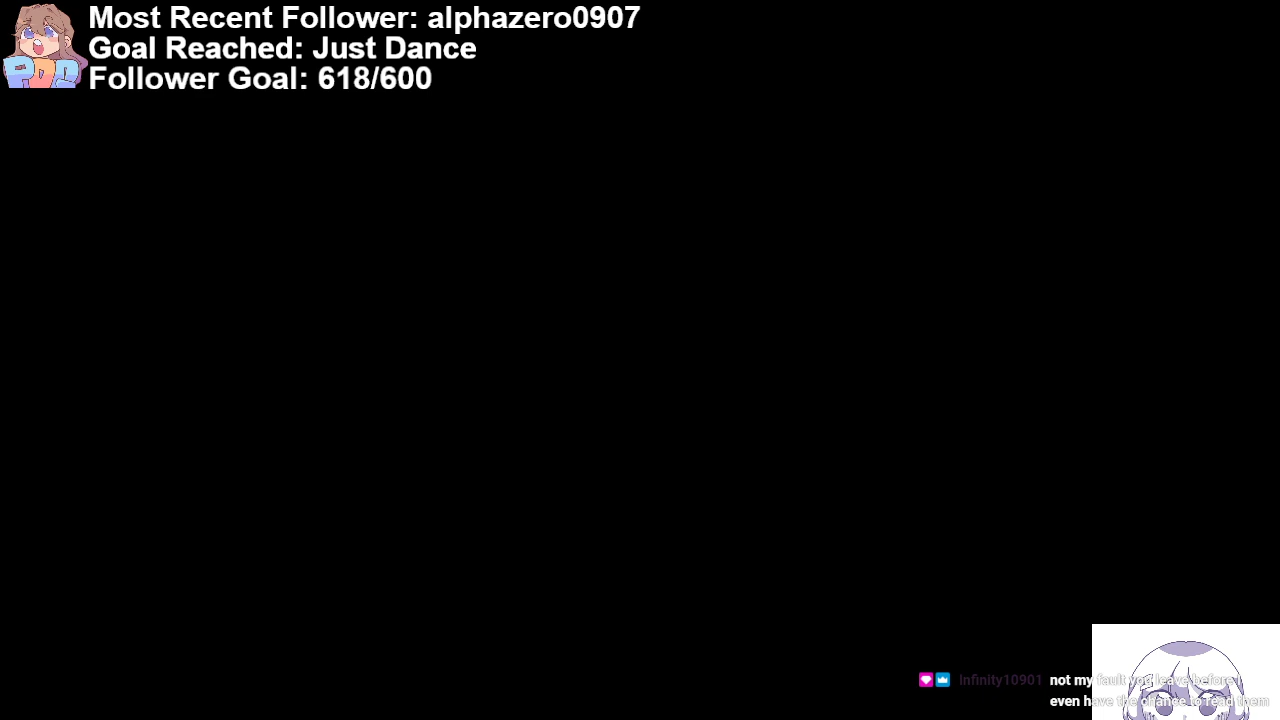 Most Recent Follower: alphazero0907
Goal Reached: Just Dance
Follower Goal: 618/600
POG
Infinity10901 not my fault you leave before I
even have the chance to read them